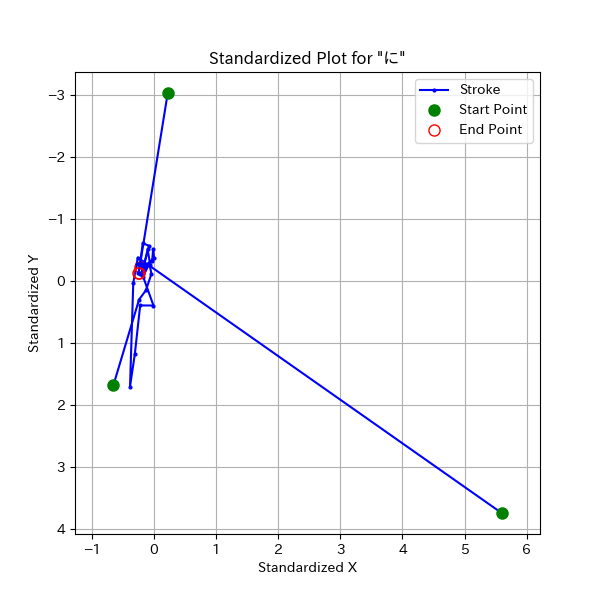 Standardized Plot for "に"
Stroke
Start Point
End Point
−3
−2
−1
0
1
2
3
4
Standardized Y
−1 0 1 2 3 4 5 6
Standardized X